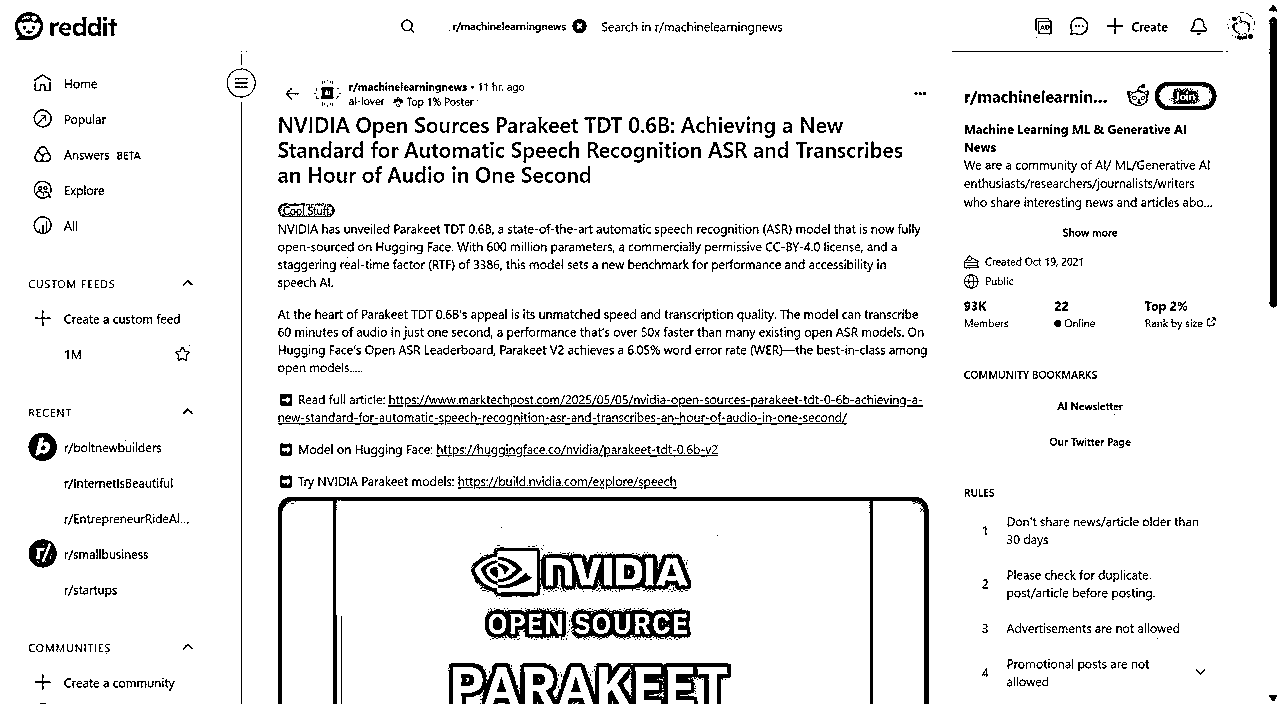 reddit
r/machinelearningnews
Search in r/machinelearningnews
Create
Home
Popular
Answers BETA
Explore
All
CUSTOM FEEDS
Create a custom feed
1M
RECENT
r/boltnewbuilders
r/InternetIsBeautiful
r/EntrepreneurRideAl...
r/smallbusiness
r/startups
COMMUNITIES
Create a community
r/machinelearningnews • 11 hr. ago
ai-lover Top 1% Poster
NVIDIA Open Sources Parakeet TDT 0.6B: Achieving a New
Standard for Automatic Speech Recognition ASR and Transcribes
an Hour of Audio in One Second
Cool Stuff
NVIDIA has unveiled Parakeet TDT 0.6B, a state-of-the-art automatic speech recognition (ASR) model that is now fully
open-sourced on Hugging Face. With 600 million parameters, a commercially permissive CC-BY-4.0 license, and a
staggering real-time factor (RTF) of 3386, this model sets a new benchmark for performance and accessibility in
speech AI.
At the heart of Parakeet TDT 0.6B's appeal is its unmatched speed and transcription quality. The model can transcribe
60 minutes of audio in just one second, a performance that's over 50x faster than many existing open ASR models. On
Hugging Face's Open ASR Leaderboard, Parakeet V2 achieves a 6.05% word error rate (WER)—the best-in-class among
open models.....
➡ Read full article: https://www.marktechpost.com/2025/05/05/nvidia-open-sources-parakeet-tdt-0-6b-achieving-a-
new-standard-for-automatic-speech-recognition-asr-and-transcribes-an-hour-of-audio-in-one-second/
➡ Model on Hugging Face: https://huggingface.co/nvidia/parakeet-tdt-0.6b-v2
➡ Try NVIDIA Parakeet models: https://build.nvidia.com/explore/speech
NVIDIA
OPEN SOURCE
PARAKEET
r/machinelearnin...
Join
Machine Learning ML & Generative AI
News
We are a community of AI/ ML/Generative AI
enthusiasts/researchers/journalists/writers
who share interesting news and articles abo...
Show more
Created Oct 19, 2021
Public
93K 22 Top 2%
Members Online Rank by size
COMMUNITY BOOKMARKS
AI Newsletter
Our Twitter Page
RULES
1 Don't share news/article older than
30 days
2 Please check for duplicate
post/article before posting.
3 Advertisements are not allowed
4 Promotional posts are not
allowed